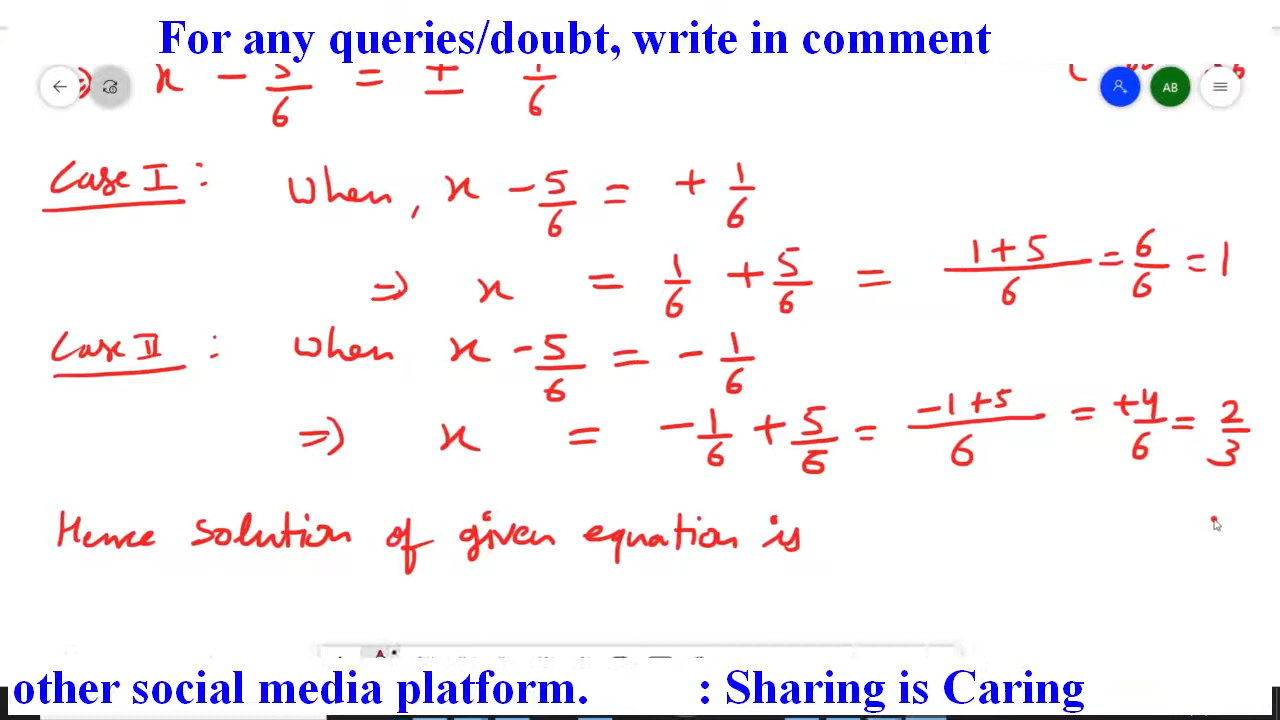 For any queries/doubt, write in comment
⇒ x - 5/6 = ± 1/6
AB
Case I : When, x - 5/6 = + 1/6
⇒ x = 1/6 + 5/6 = (1+5)/6 = 6/6 = 1
Case II : When x - 5/6 = - 1/6
⇒ x = -1/6 + 5/6 = (-1+5)/6 = +4/6 = 2/3
Hence solution of given equation is
other social media platform. : Sharing is Caring